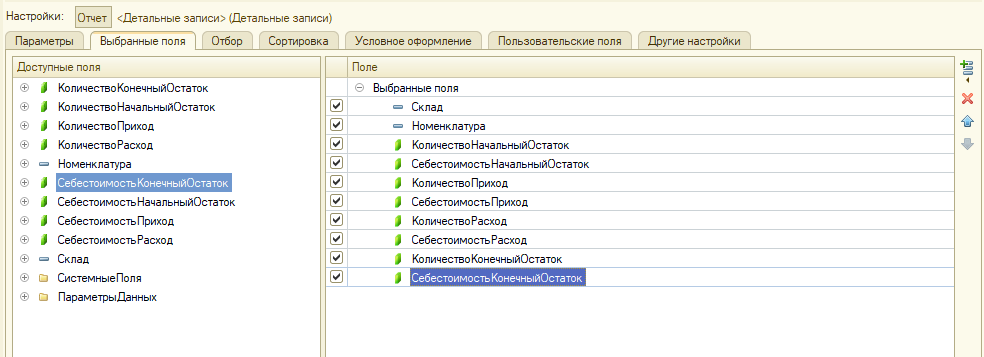 Настройки: Отчет <Детальные записи> (Детальные записи)
Параметры Выбранные поля Отбор Сортировка Условное оформление Пользовательские поля Другие настройки
Доступные поля
КоличествоКонечныйОстаток
КоличествоНачальныйОстаток
КоличествоПриход
КоличествоРасход
Номенклатура
СебестоимостьКонечныйОстаток
СебестоимостьНачальныйОстаток
СебестоимостьПриход
СебестоимостьРасход
Склад
СистемныеПоля
ПараметрыДанных
Поле
Выбранные поля
Склад
Номенклатура
КоличествоНачальныйОстаток
СебестоимостьНачальныйОстаток
КоличествоПриход
СебестоимостьПриход
КоличествоРасход
СебестоимостьРасход
КоличествоКонечныйОстаток
СебестоимостьКонечныйОстаток